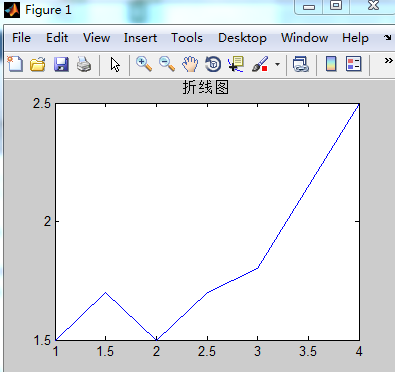 Figure 1
File Edit View Insert Tools Desktop Window Help
折线图
2.5
2
1.5
1 1.5 2 2.5 3 3.5 4